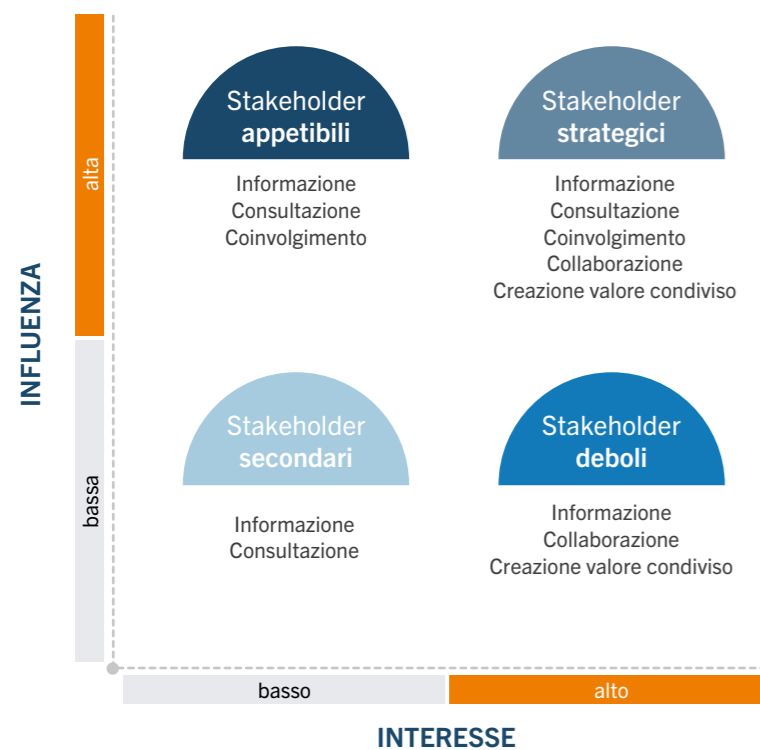 INFLUENZA
alta
bassa
Stakeholder
appetibili
Informazione
Consultazione
Coinvolgimento
Stakeholder
strategici
Informazione
Consultazione
Coinvolgimento
Collaborazione
Creazione valore condiviso
Stakeholder
secondari
Informazione
Consultazione
Stakeholder
deboli
Informazione
Collaborazione
Creazione valore condiviso
basso
alto
INTERESSE